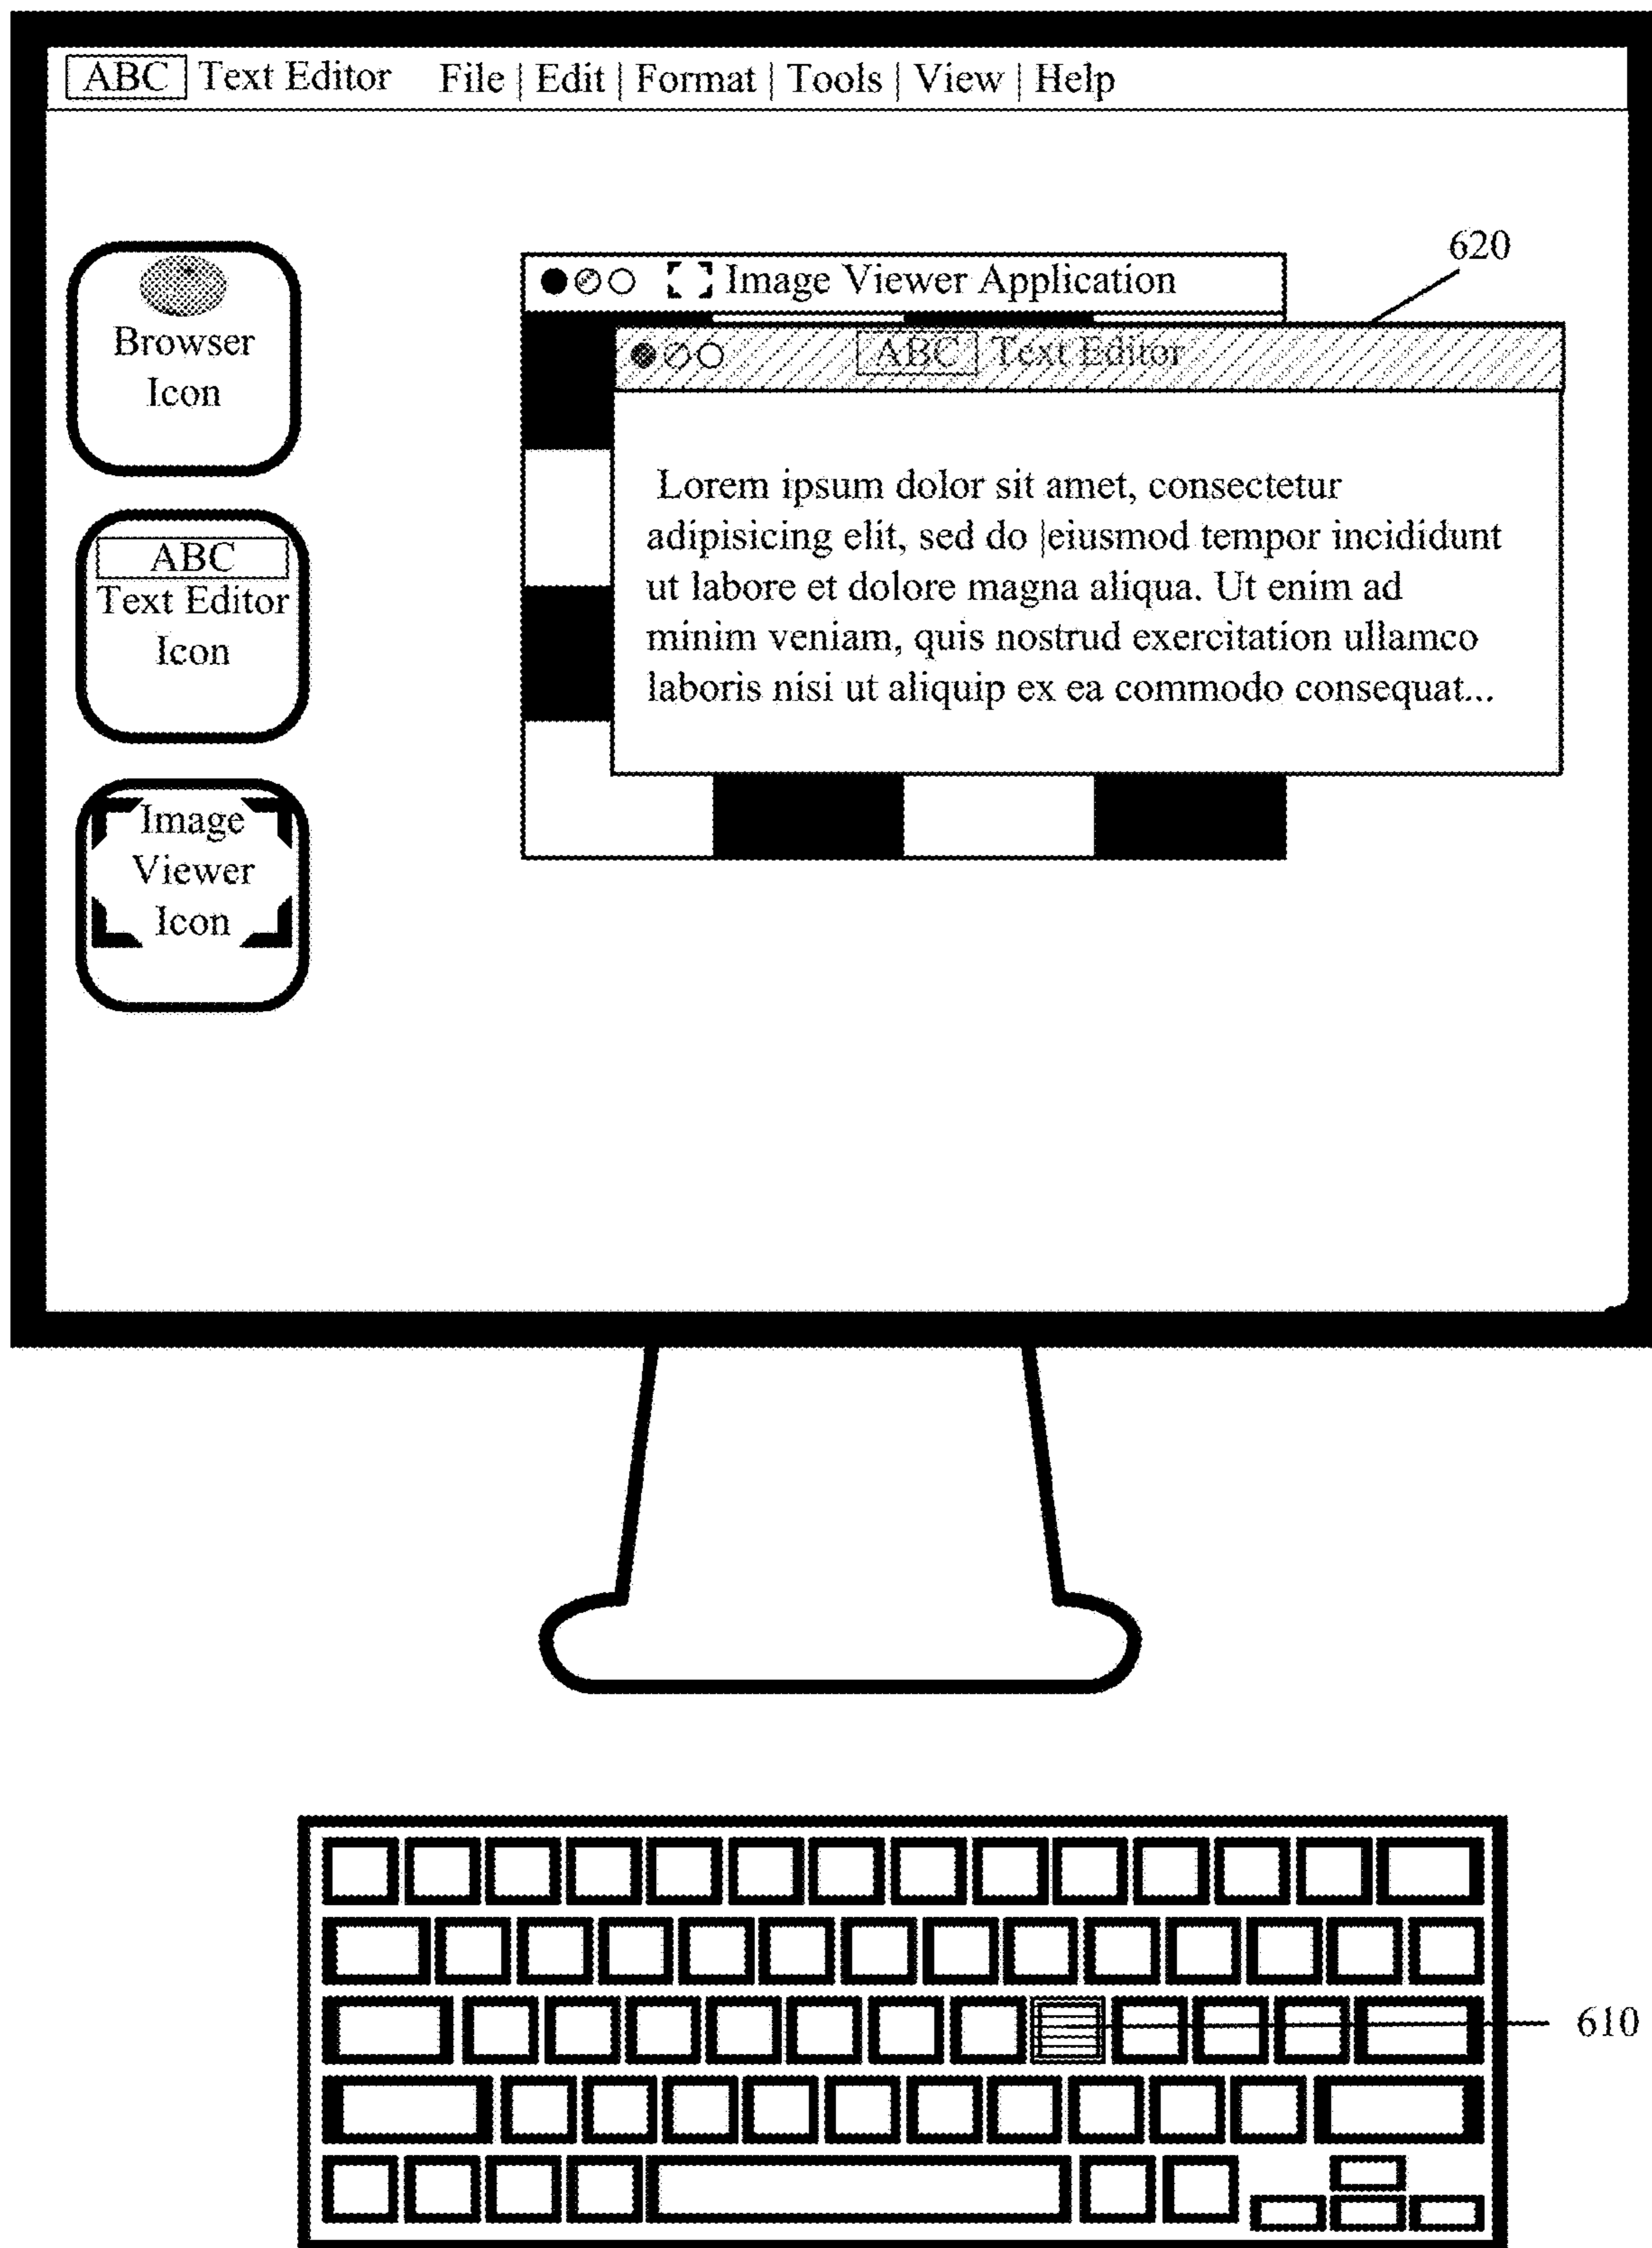 ABC Text Editor File | Edit | Format | Tools | View | Help
620
Image Viewer Application
ABC Text Editor
Browser
Icon
Lorem ipsum dolor sit amet, consectetur
adipisicing elit, sed do |eiusmod tempor incididunt
ut labore et dolore magna aliqua. Ut enim ad
minim veniam, quis nostrud exercitation ullamco
laboris nisi ut aliquip ex ea commodo consequat...
ABC
Text Editor
Icon
Image
Viewer
Icon
610